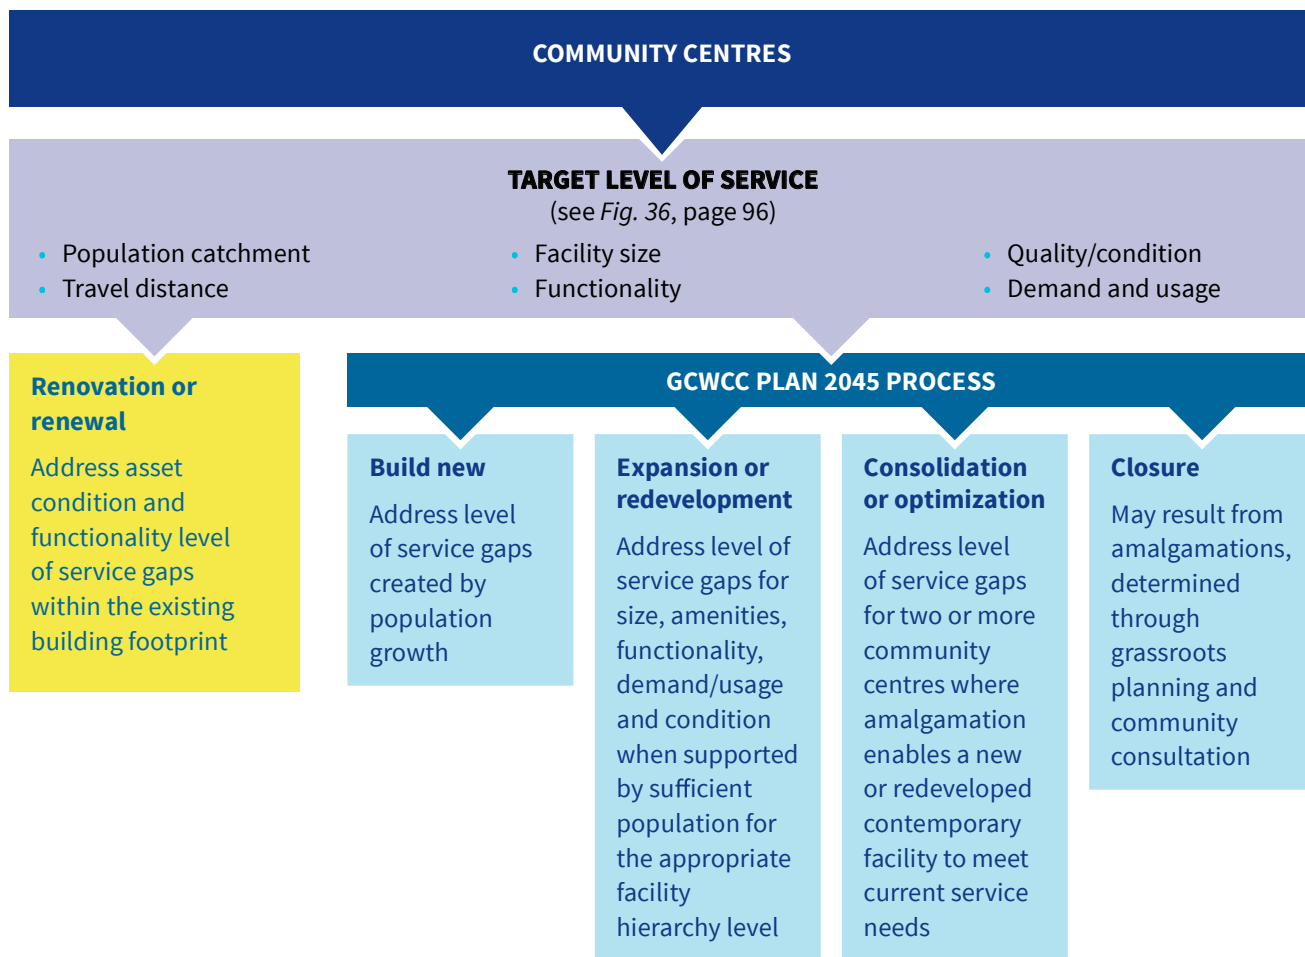 COMMUNITY CENTRES
TARGET LEVEL OF SERVICE
(see Fig. 36, page 96)
• Population catchment
• Travel distance
• Facility size
• Functionality
• Quality/condition
• Demand and usage
Renovation or
renewal
Address asset
condition and
functionality level
of service gaps
within the existing
building footprint
GCWCC PLAN 2045 PROCESS
Build new
Address level
of service gaps
created by
population
growth
Expansion or
redevelopment
Address level of
service gaps for
size, amenities,
functionality,
demand/usage
and condition
when supported
by sufficient
population for
the appropriate
facility
hierarchy level
Consolidation
or optimization
Address level
of service gaps
for two or more
community
centres where
amalgamation
enables a new
or redeveloped
contemporary
facility to meet
current service
needs
Closure
May result from
amalgamations,
determined
through
grassroots
planning and
community
consultation